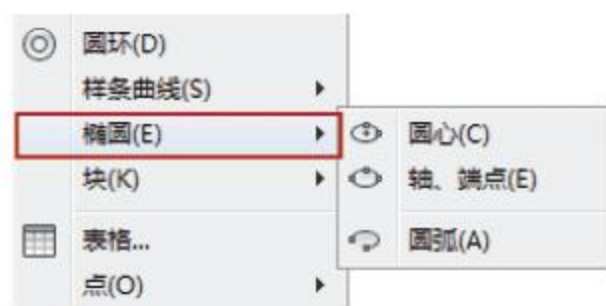 圆环(D)
样条曲线(S)
椭圆(E)
块(K)
表格...
点(O)
圆心(C)
轴、端点(E)
圆弧(A)